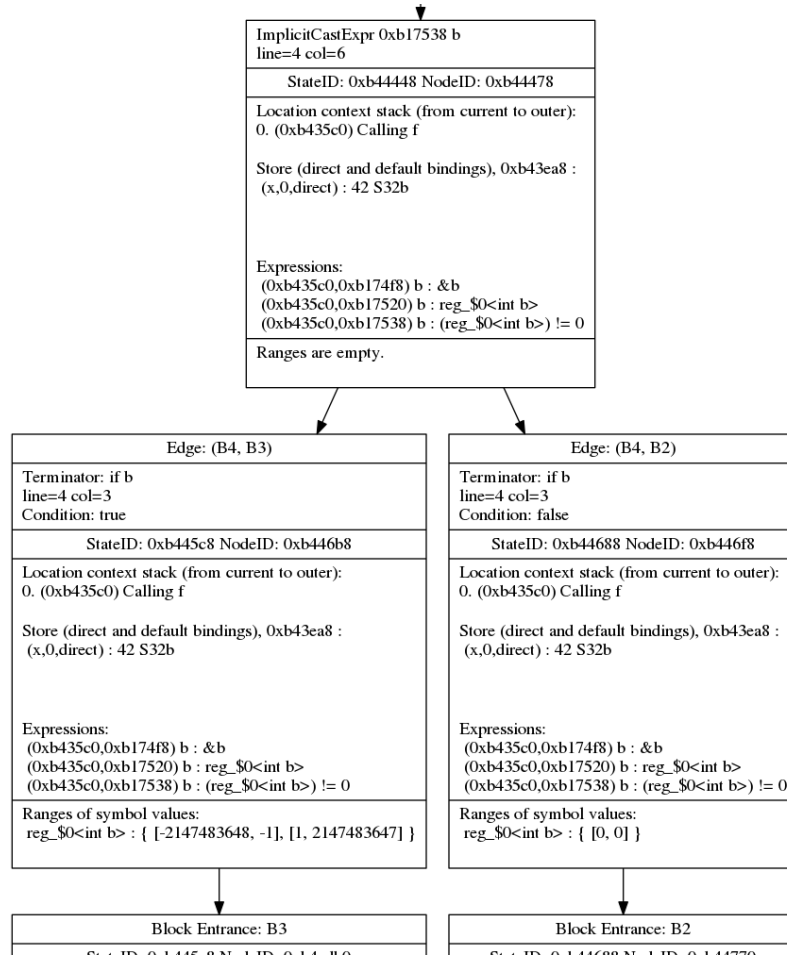 ImplicitCastExpr 0xb17538 b
line=4 col=6
StateID: 0xb44448 NodeID: 0xb44478
Location context stack (from current to outer):
0. (0xb435c0) Calling f
Store (direct and default bindings), 0xb43ea8 :
(x,0,direct) : 42 S32b
Expressions:
(0xb435c0,0xb174f8) b : &b
(0xb435c0,0xb17520) b : reg_$0<int b>
(0xb435c0,0xb17538) b : (reg_$0<int b>) != 0
Ranges are empty.
Edge: (B4, B3)
Terminator: if b
line=4 col=3
Condition: true
StateID: 0xb445c8 NodeID: 0xb446b8
Location context stack (from current to outer):
0. (0xb435c0) Calling f
Store (direct and default bindings), 0xb43ea8 :
(x,0,direct) : 42 S32b
Expressions:
(0xb435c0,0xb174f8) b : &b
(0xb435c0,0xb17520) b : reg_$0<int b>
(0xb435c0,0xb17538) b : (reg_$0<int b>) != 0
Ranges of symbol values:
reg_$0<int b> : { [-2147483648, -1], [1, 2147483647] }
Block Entrance: B3
Edge: (B4, B2)
Terminator: if b
line=4 col=3
Condition: false
StateID: 0xb44688 NodeID: 0xb446f8
Location context stack (from current to outer):
0. (0xb435c0) Calling f
Store (direct and default bindings), 0xb43ea8 :
(x,0,direct) : 42 S32b
Expressions:
(0xb435c0,0xb174f8) b : &b
(0xb435c0,0xb17520) b : reg_$0<int b>
(0xb435c0,0xb17538) b : (reg_$0<int b>) != 0
Ranges of symbol values:
reg_$0<int b> : { [0, 0] }
Block Entrance: B2